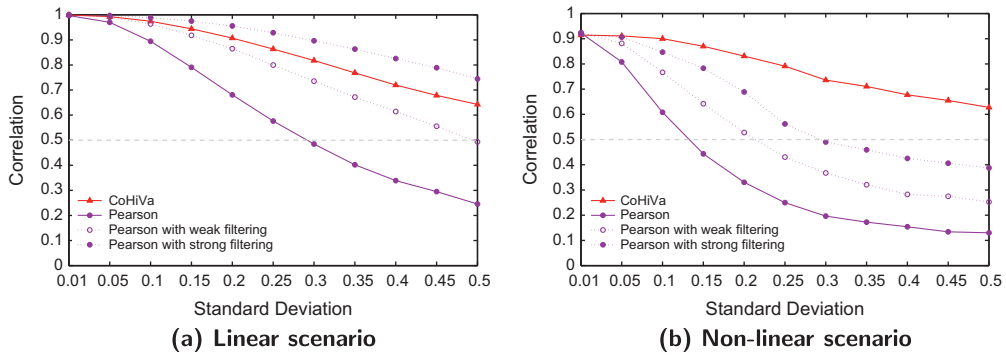 1
0.9
0.8
0.7
0.6
0.5
0.4
0.3
0.2
0.1
0
Correlation
CoHiVa
Pearson
Pearson with weak filtering
Pearson with strong filtering
0.01 0.05 0.1 0.15 0.2 0.25 0.3 0.35 0.4 0.45 0.5
Standard Deviation
(a) Linear scenario
1
0.9
0.8
0.7
0.6
0.5
0.4
0.3
0.2
0.1
0
Correlation
CoHiVa
Pearson
Pearson with weak filtering
Pearson with strong filtering
0.01 0.05 0.1 0.15 0.2 0.25 0.3 0.35 0.4 0.45 0.5
Standard Deviation
(b) Non-linear scenario